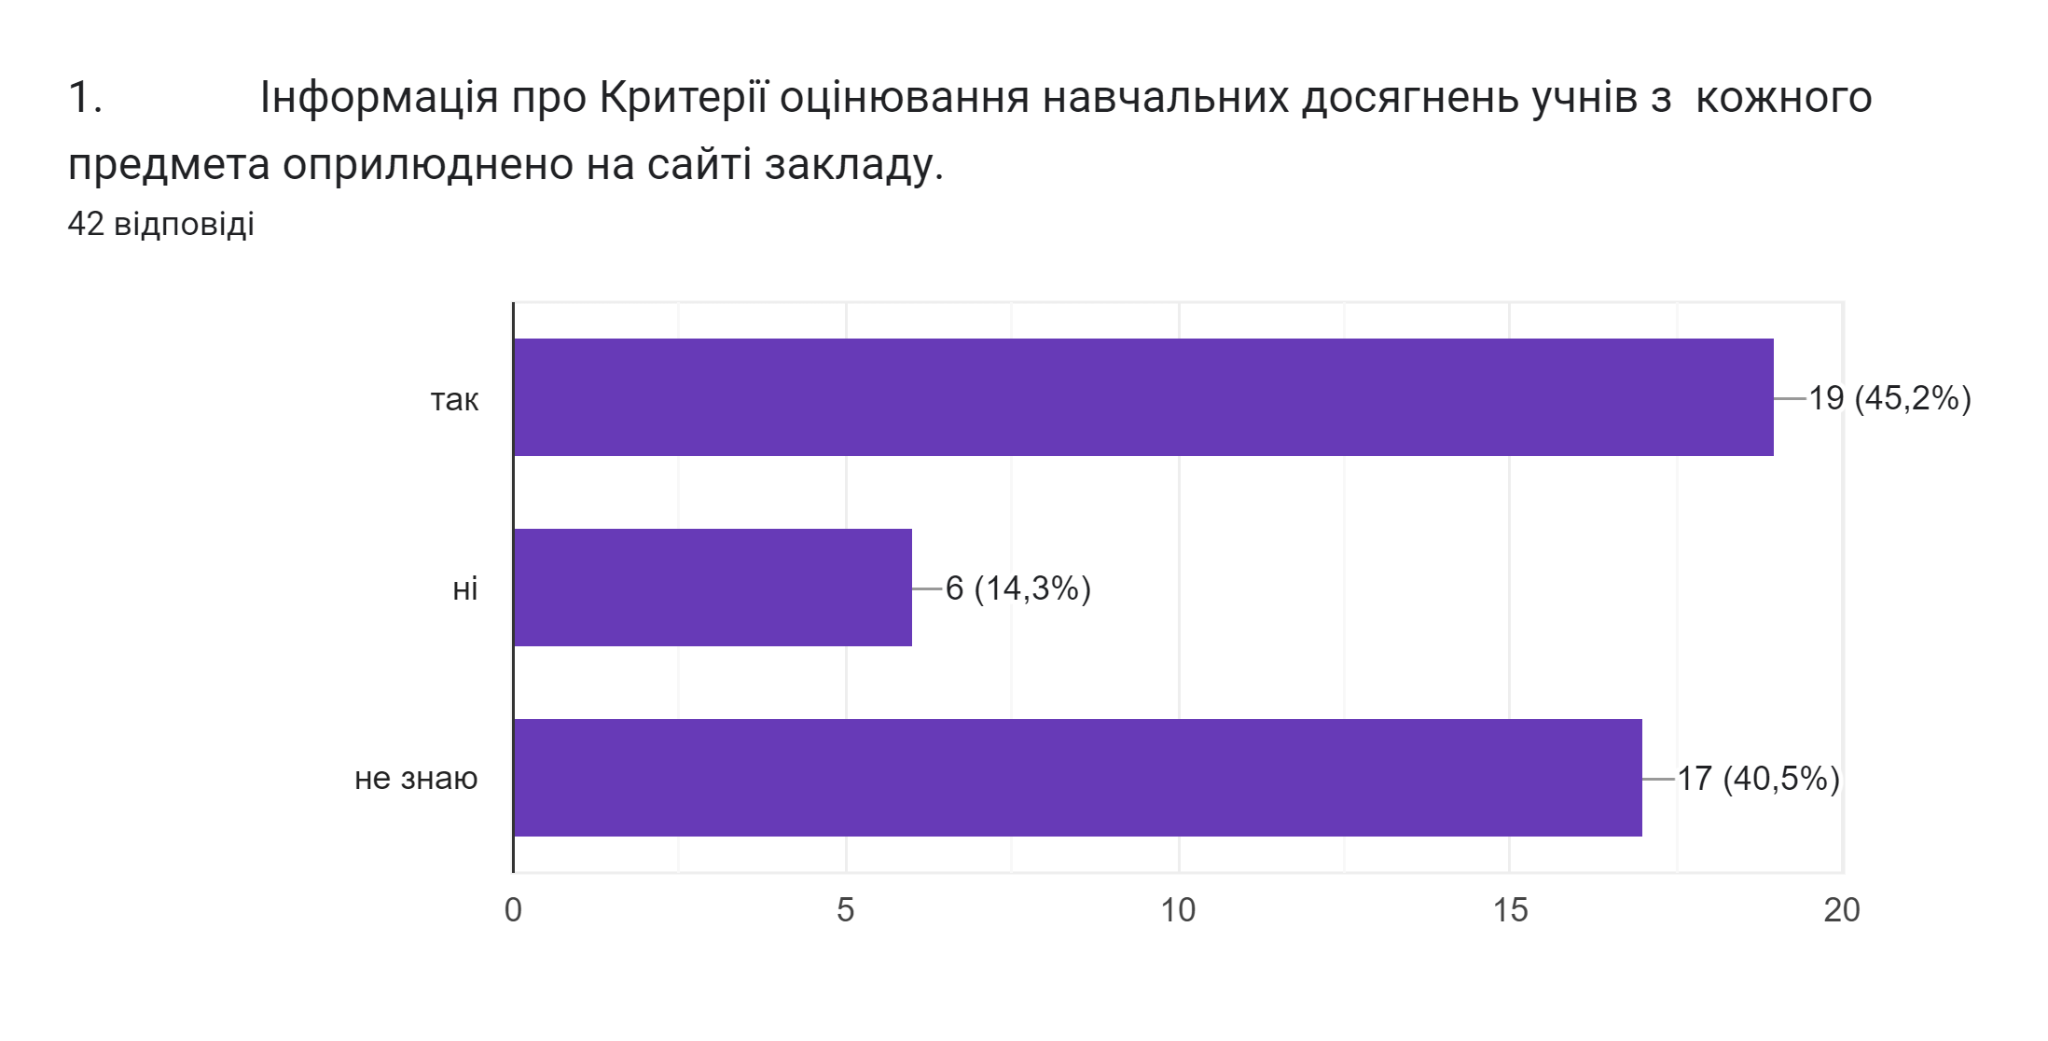 1. Інформація про Критерії оцінювання навчальних досягнень учнів з кожного
предмета оприлюднено на сайті закладу.
42 відповіді
так
19 (45,2%)
ні
6 (14,3%)
не знаю
17 (40,5%)
0 5 10 15 20